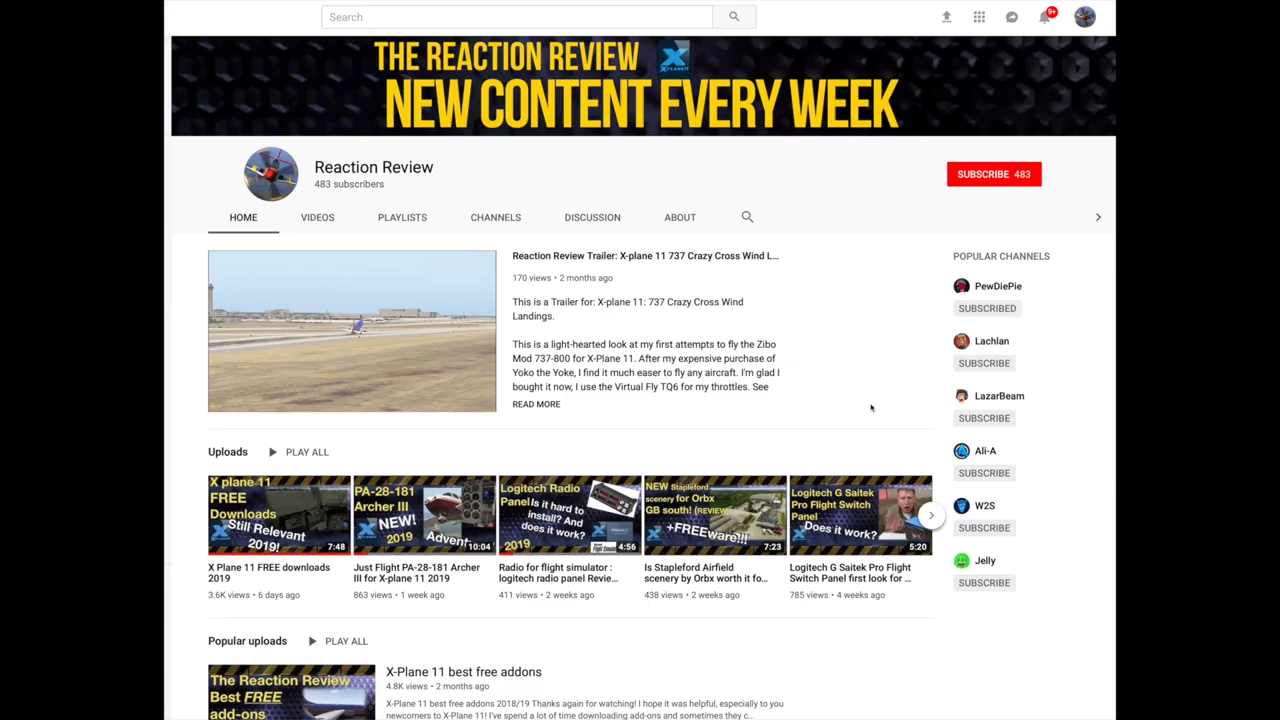 Search
9+
THE REACTION REVIEW
NEW CONTENT EVERY WEEK
Reaction Review
483 subscribers
SUBSCRIBE 483
HOME
VIDEOS
PLAYLISTS
CHANNELS
DISCUSSION
ABOUT
Reaction Review Trailer: X-plane 11 737 Crazy Cross Wind L...
170 views • 2 months ago
This is a Trailer for: X-plane 11: 737 Crazy Cross Wind
Landings.
This is a light-hearted look at my first attempts to fly the Zibo
Mod 737-800 for X-Plane 11. After my expensive purchase of
Yoko the Yoke, I find it much easer to fly any aircraft. I'm glad I
bought it now, I use the Virtual Fly TQ6 for my throttles. See
READ MORE
POPULAR CHANNELS
PewDiePie
SUBSCRIBED
Lachlan
SUBSCRIBE
LazarBeam
SUBSCRIBE
Ali-A
SUBSCRIBE
W2S
SUBSCRIBE
Jelly
SUBSCRIBE
Uploads
PLAY ALL
X plane 11
FREE
Downloads
Still Relevant
2019!
7:48
X Plane 11 FREE downloads
2019
3.6K views • 6 days ago
PA-28-181
Archer III
NEW!
2019
Advent
10:04
Just Flight PA-28-181 Archer
III for X-plane 11 2019
863 views • 1 week ago
Logitech Radio
Panel
Is it hard to
install? And
does it work?
2019
4:56
Radio for flight simulator :
logitech radio panel Revie...
411 views • 2 weeks ago
NEW Stapleford
scenery for Orbx
GB south! (REVIEW)
+FREEware!!!
7:23
Is Stapleford Airfield
scenery by Orbx worth it fo...
438 views • 2 weeks ago
Logitech G Saitek
Pro Flight Switch
Panel
Does it work?
5:20
Logitech G Saitek Pro Flight
Switch Panel first look for ...
785 views • 4 weeks ago
Popular uploads
PLAY ALL
The Reaction Review
Best FREE
add-ons
X-Plane 11 best free addons
4.8K views • 2 months ago
X-Plane 11 best free addons 2018/19 Thanks again for watching! I hope it was helpful, especially to you
newcomers to X-Plane 11! I've spend a lot of time downloading add-ons and sometimes they c...